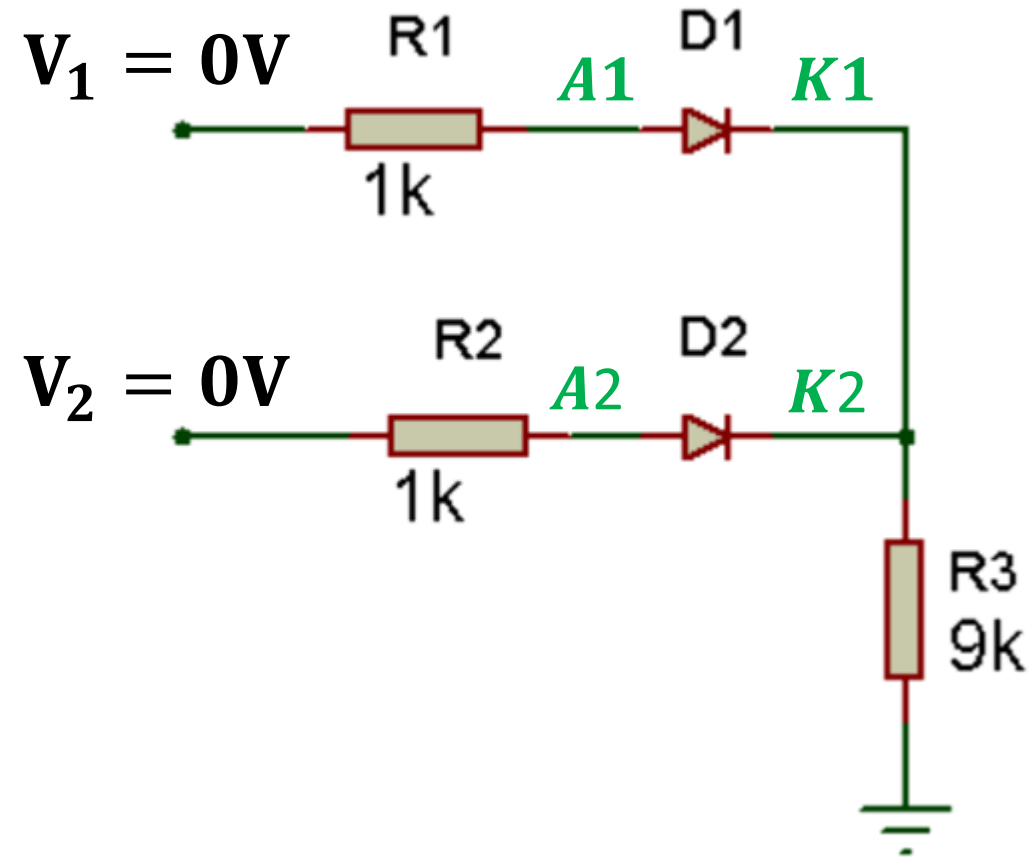 V₁ = 0V
R1
A1
D1
K1
1k
V₂ = 0V
R2
A2
D2
K2
1k
R3
9k